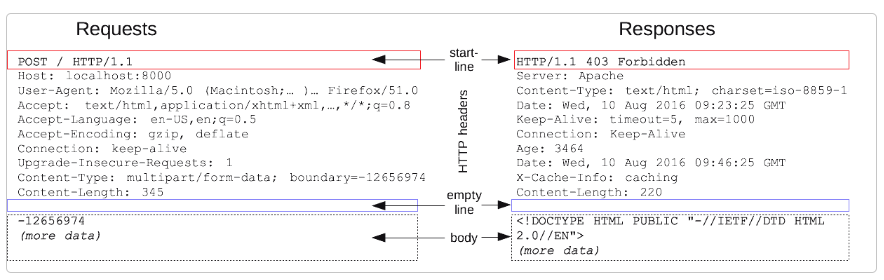 Requests
POST / HTTP/1.1
Host: localhost:8000
User-Agent: Mozilla/5.0 (Macintosh;… )… Firefox/51.0
Accept: text/html,application/xhtml+xml,…,*/*;q=0.8
Accept-Language: en-US,en;q=0.5
Accept-Encoding: gzip, deflate
Connection: keep-alive
Upgrade-Insecure-Requests: 1
Content-Type: multipart/form-data; boundary=-12656974
Content-Length: 345
-12656974
(more data)
start-
line
HTTP headers
empty
line
body
Responses
HTTP/1.1 403 Forbidden
Server: Apache
Content-Type: text/html; charset=iso-8859-1
Date: Wed, 10 Aug 2016 09:23:25 GMT
Keep-Alive: timeout=5, max=1000
Connection: Keep-Alive
Age: 3464
Date: Wed, 10 Aug 2016 09:46:25 GMT
X-Cache-Info: caching
Content-Length: 220
<!DOCTYPE HTML PUBLIC "-//IETF//DTD HTML
2.0//EN">
(more data)